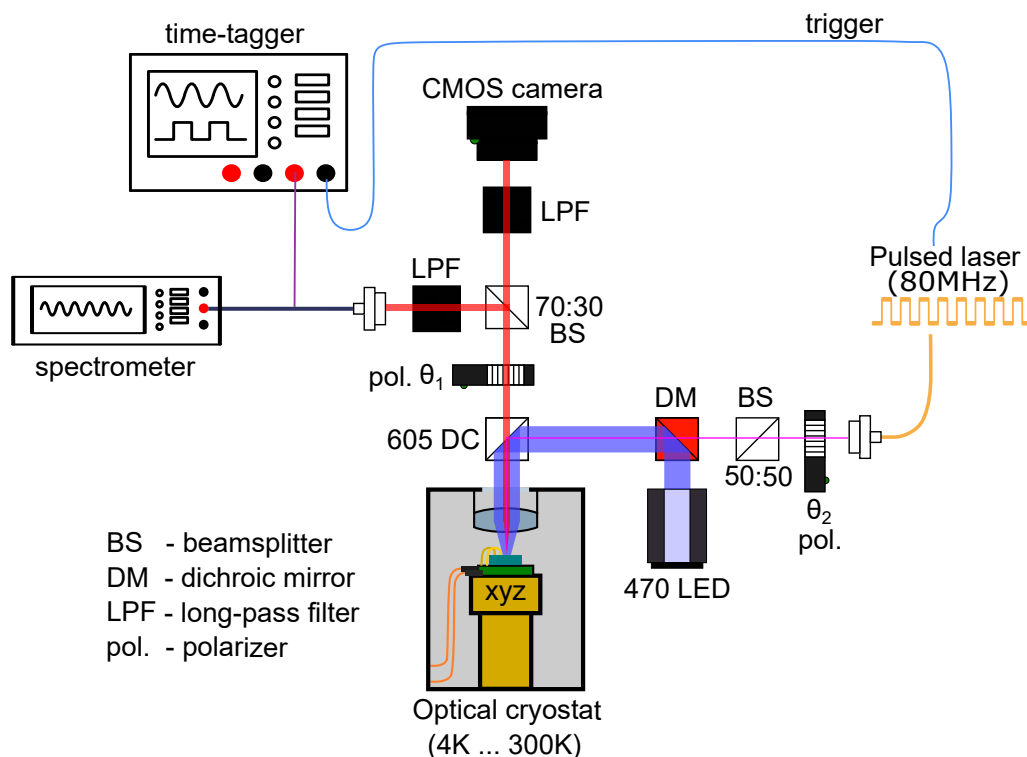 time-tagger
trigger
CMOS camera
LPF
LPF
70:30
BS
Pulsed laser
(80MHz)
spectrometer
pol. θ1
DM
BS
605 DC
50:50
θ2
pol.
470 LED
xyz
BS - beamsplitter
DM - dichroic mirror
LPF - long-pass filter
pol. - polarizer
Optical cryostat
(4K ... 300K)